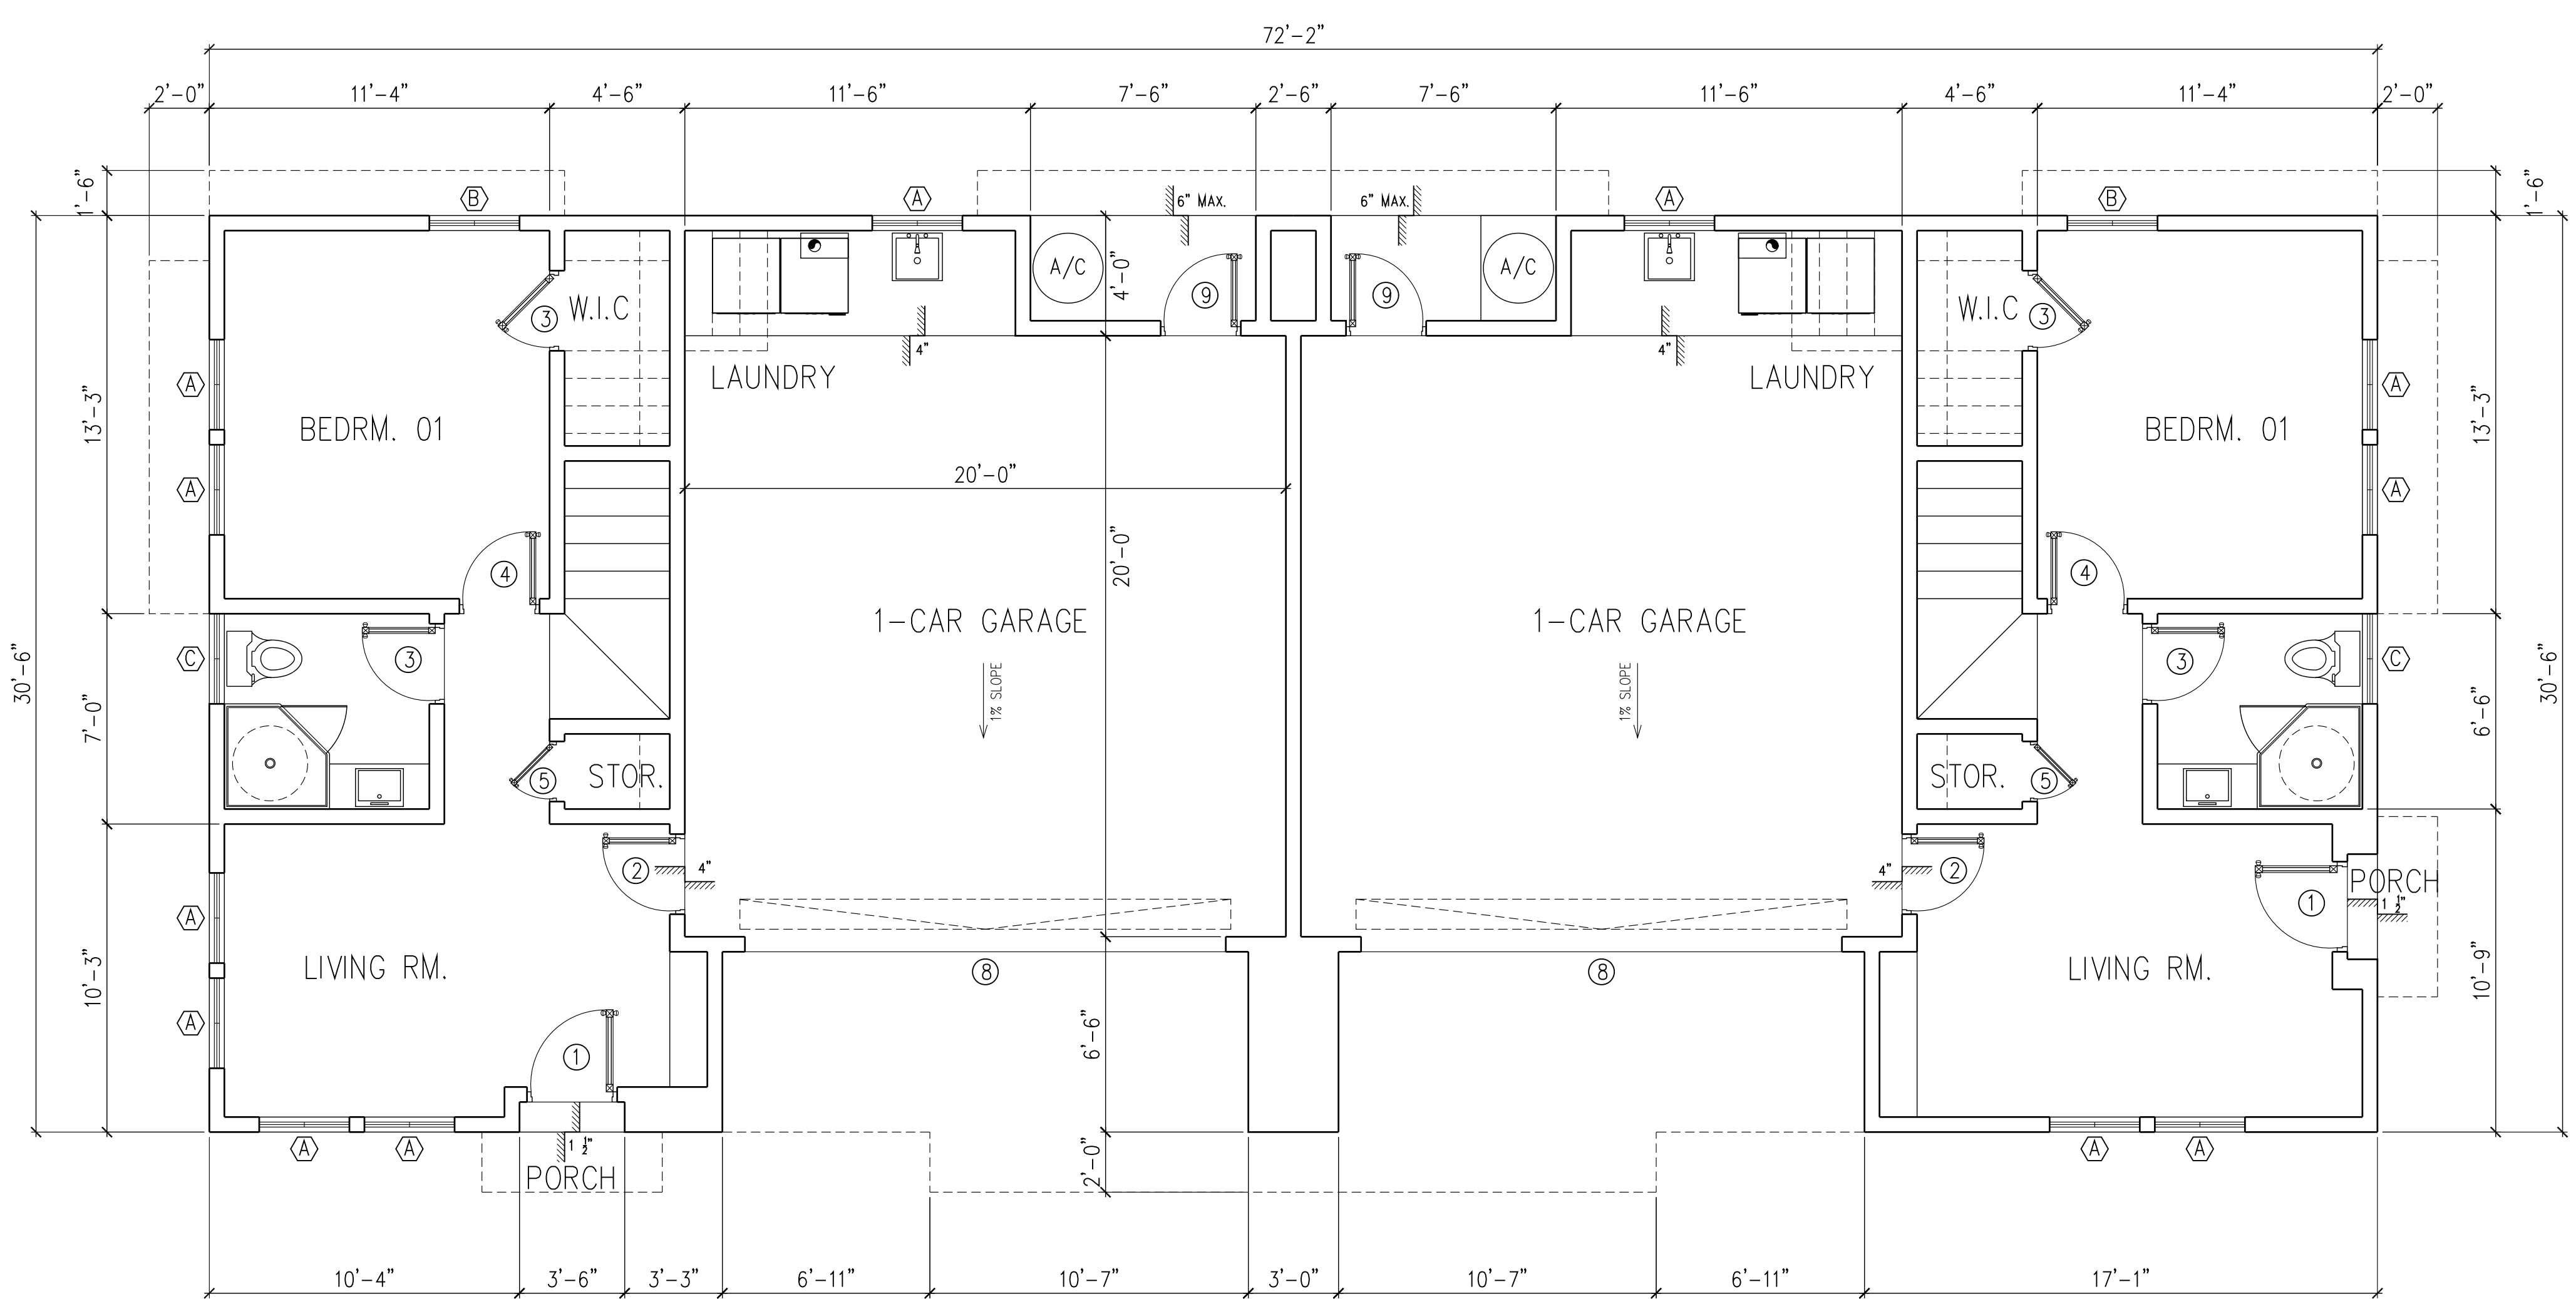 72'-2"
2'-0" 11'-4" 4'-6" 11'-6" 7'-6" 2'-6" 7'-6" 11'-6" 4'-6" 11'-4" 2'-0"
1'-6" B A 6" MAX. 6" MAX. A B 1'-6"
A/C 4'-0" A/C
3 W.I.C 9 9 W.I.C 3
4" 4"
A LAUNDRY LAUNDRY A
13'-3" BEDRM. 01 BEDRM. 01 13'-3"
A 20'-0" A
4 20'-0" 4
1-CAR GARAGE 1-CAR GARAGE
30'-6" C 3 1% SLOPE 1% SLOPE 3 C 30'-6"
7'-0" 6'-6"
5 STOR. STOR. 5
2 4" 4" 2 PORCH
A 1 1 1/2"
10'-3" LIVING RM. 8 8 LIVING RM. 10'-9"
A 1 6'-6"
A A 1 1/2" A A
PORCH 2'-0"
10'-4" 3'-6" 3'-3" 6'-11" 10'-7" 3'-0" 10'-7" 6'-11" 17'-1"